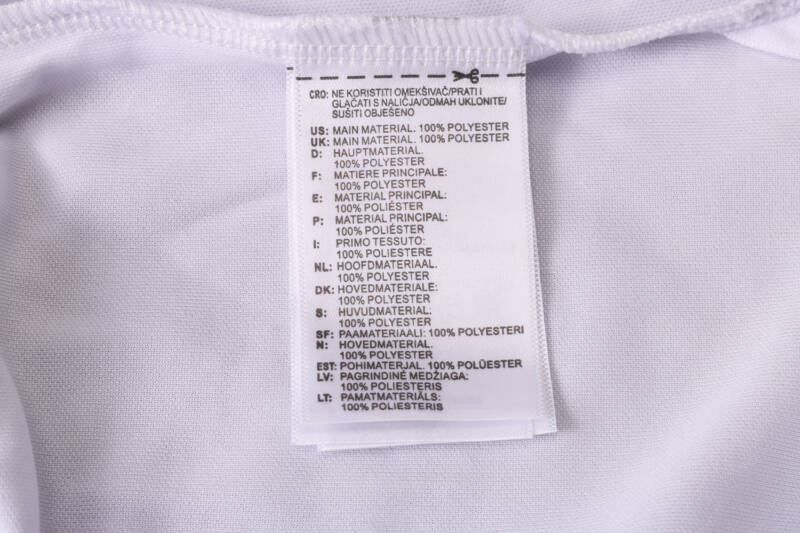 CRO: NE KORISTITI OMEKŠIVAČ/PRATI I
GLAČATI S NALIČJA/ODMAH UKLONITE/
SUŠITI OBJEŠENO
US: MAIN MATERIAL. 100% POLYESTER
UK: MAIN MATERIAL. 100% POLYESTER
D: HAUPTMATERIAL.
100% POLYESTER
F: MATIERE PRINCIPALE:
100% POLYESTER
E: MATERIAL PRINCIPAL:
100% POLIÉSTER
P: MATERIAL PRINCIPAL:
100% POLIÉSTER
I: PRIMO TESSUTO:
100% POLIESTERE
NL: HOOFDMATERIAAL.
100% POLYESTER
DK: HOVEDMATERIALE:
100% POLYESTER
S: HUVUDMATERIAL.
100% POLYESTER
SF: PAAMATERIAALI: 100% POLYESTERI
N: HOVEDMATERIAL.
100% POLYESTER
EST: POHIMATERJAL. 100% POLÜESTER
LV: PAGRINDINĖ MEDŽIAGA:
100% POLIESTERIS
LT: PAMATMATERIĀLS:
100% POLIESTERIS